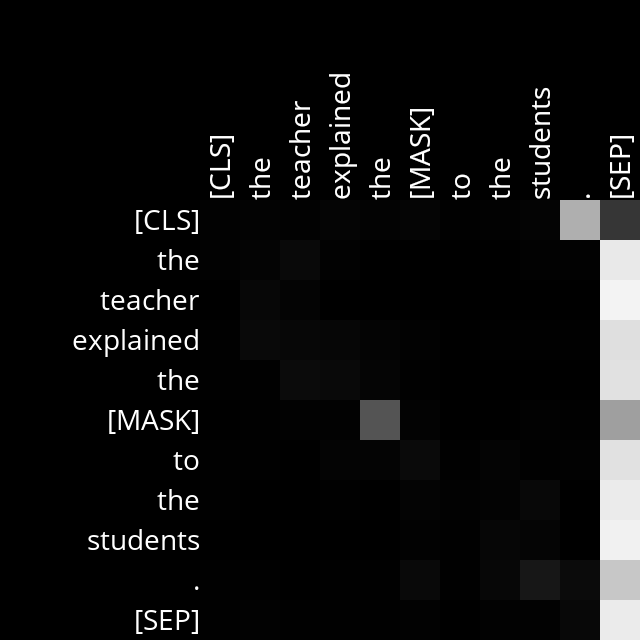 [CLS] the teacher explained the [MASK] to the students . [SEP]
[CLS]
the
teacher
explained
the
[MASK]
to
the
students
.
[SEP]